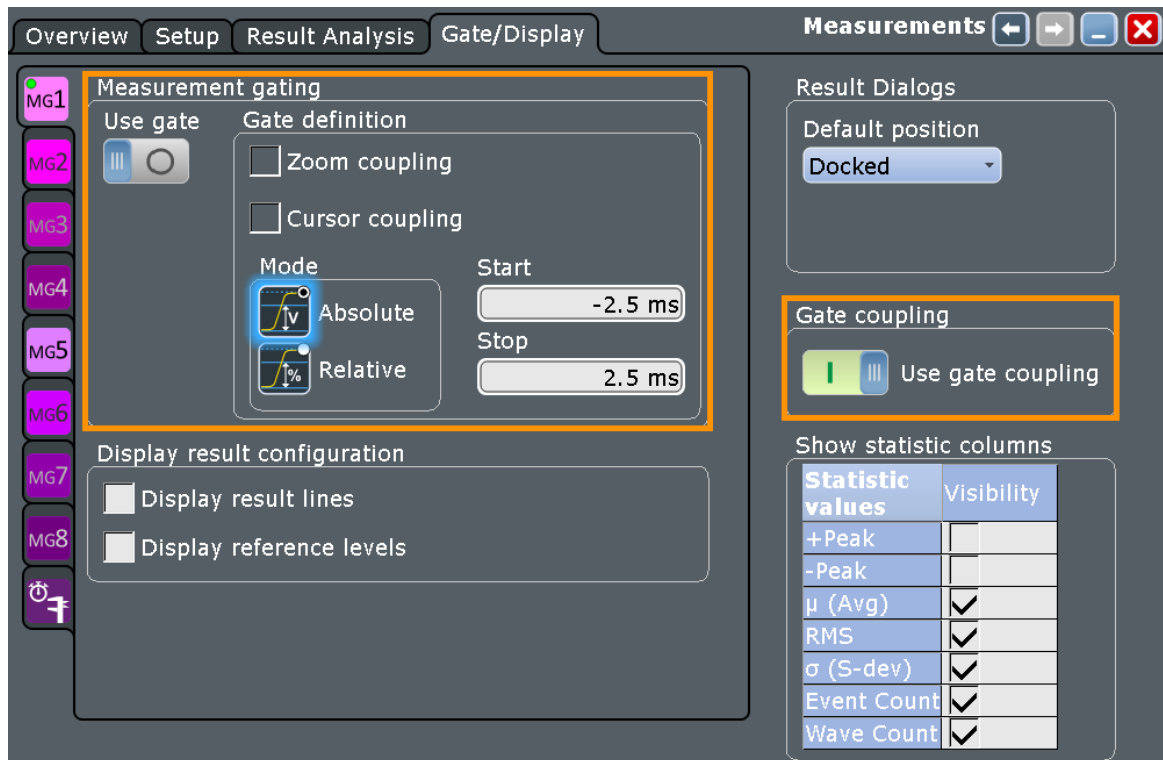 Overview Setup Result Analysis Gate/Display Measurements
MG1
MG2
MG3
MG4
MG5
MG6
MG7
MG8
Measurement gating
Use gate
Gate definition
Zoom coupling
Cursor coupling
Mode
V Absolute
% Relative
Start
-2.5 ms
Stop
2.5 ms
Display result configuration
Display result lines
Display reference levels
Result Dialogs
Default position
Docked
Gate coupling
Use gate coupling
Show statistic columns
Statistic values Visibility
+Peak
-Peak
μ (Avg)
RMS
σ (S-dev)
Event Count
Wave Count